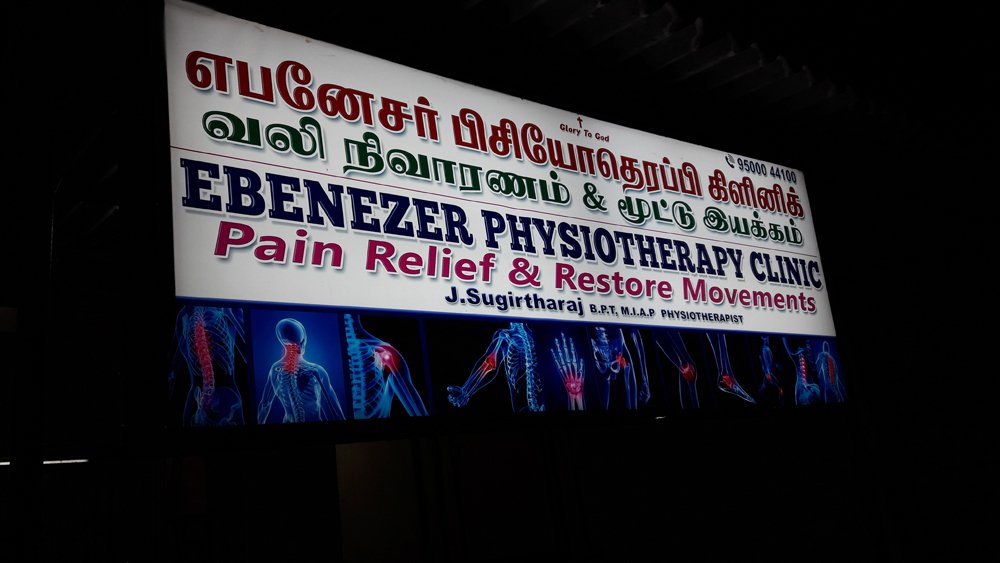 Glory To God
95000 44100
எபனேசர் பிசியோதெரப்பி கிளினிக்
வலி நிவாரணம் & மூட்டு இயக்கம்
EBENEZER PHYSIOTHERAPY CLINIC
Pain Relief & Restore Movements
J.Sugirtharaj B.P.T, M.I.A.P PHYSIOTHERAPIST